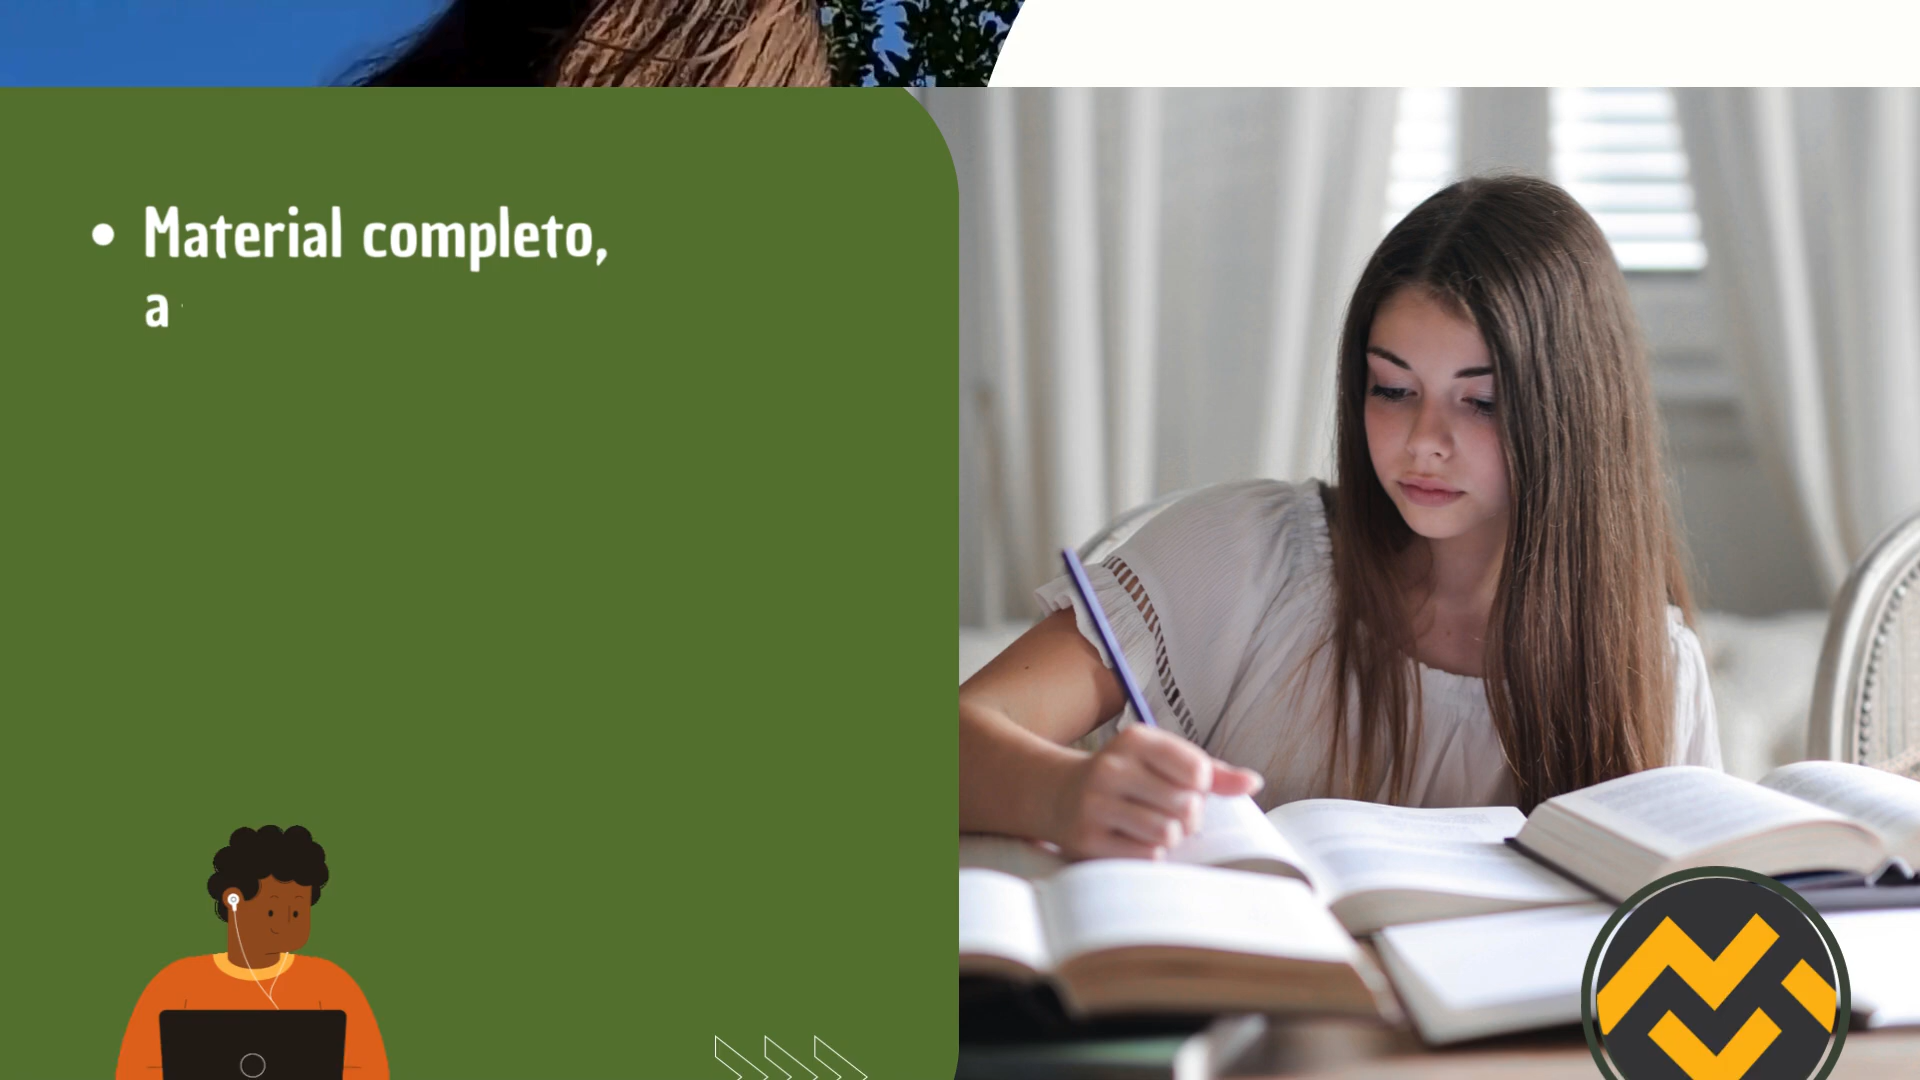 • Material completo,
a